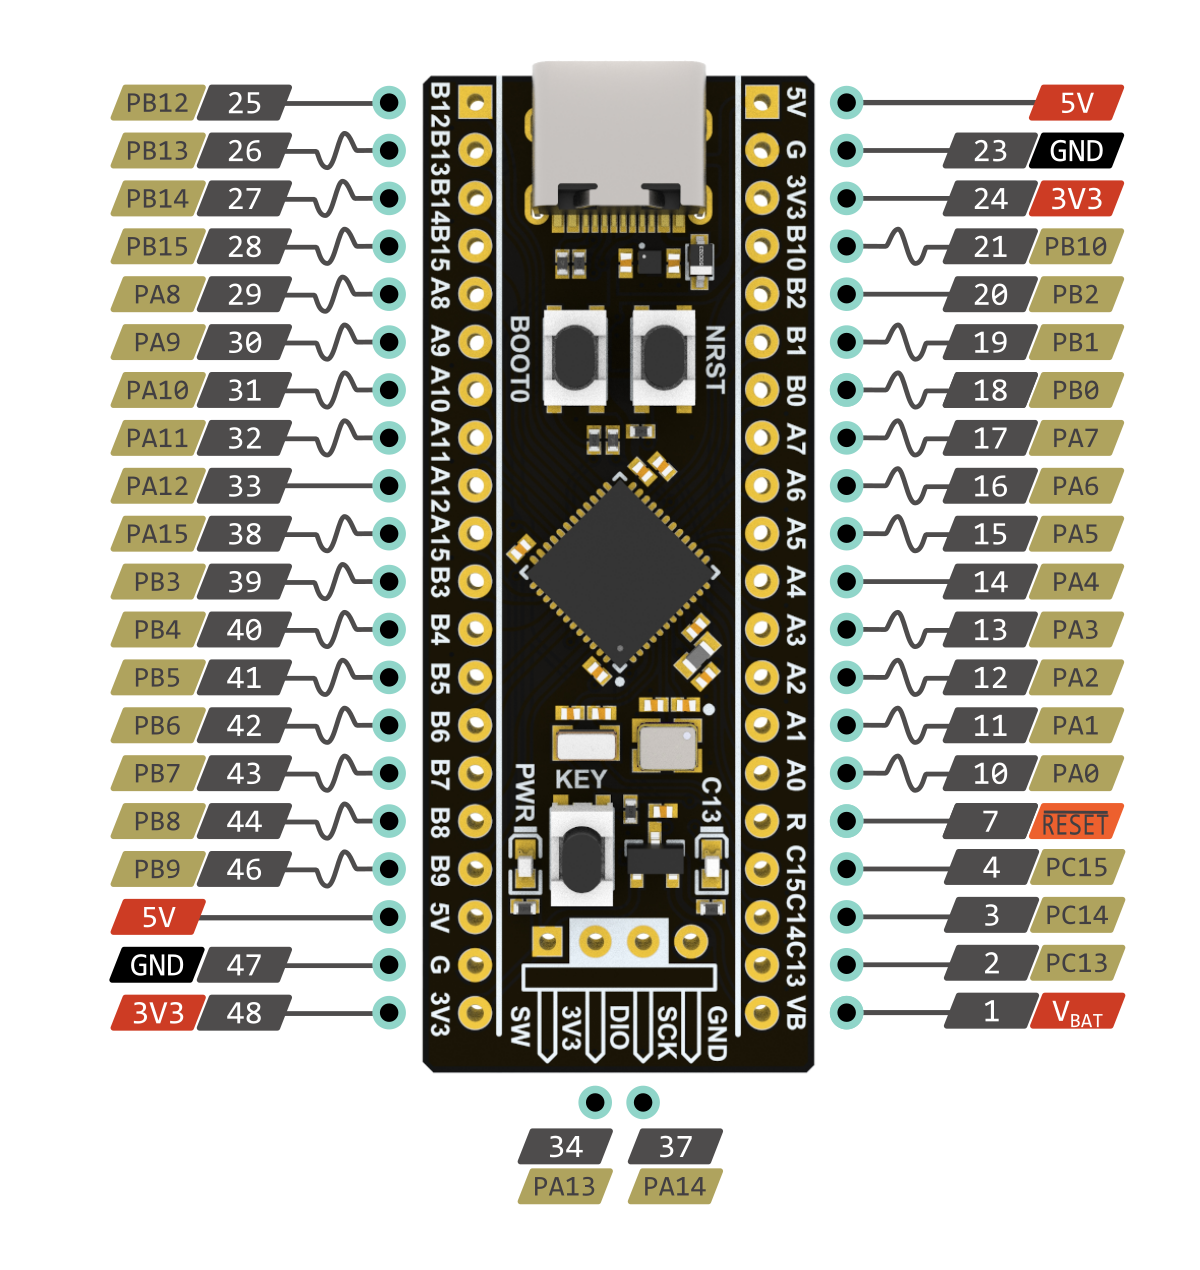 PB12 25 B12 5V 5V
PB13 26 B13 G 23 GND
PB14 27 B14 3V3 24 3V3
PB15 28 B15 B10 21 PB10
PA8 29 A8 B2 20 PB2
PA9 30 A9 BOOT0 NRST B1 19 PB1
PA10 31 A10 B0 18 PB0
PA11 32 A11 A7 17 PA7
PA12 33 A12 A6 16 PA6
PA15 38 A15 A5 15 PA5
PB3 39 B3 A4 14 PA4
PB4 40 B4 A3 13 PA3
PB5 41 B5 A2 12 PA2
PB6 42 B6 A1 11 PA1
PB7 43 B7 PWR KEY C13 A0 10 PA0
PB8 44 B8 R 7 RESET
PB9 46 B9 C15 4 PC15
5V 5V C14 3 PC14
GND 47 G C13 2 PC13
3V3 48 3V3 SW 3V3 DIO SCK GND VB 1 VBAT
34 37
PA13 PA14